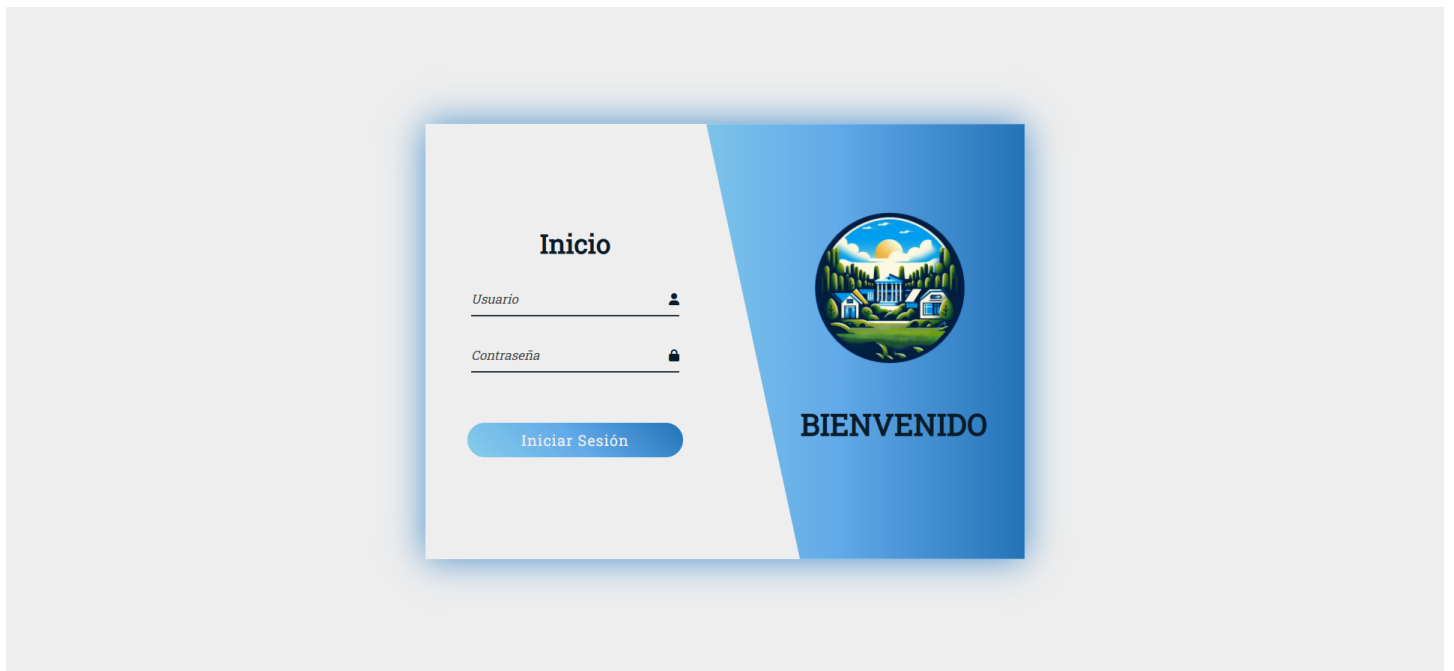 Inicio
Usuario
Contraseña
Iniciar Sesión
BIENVENIDO